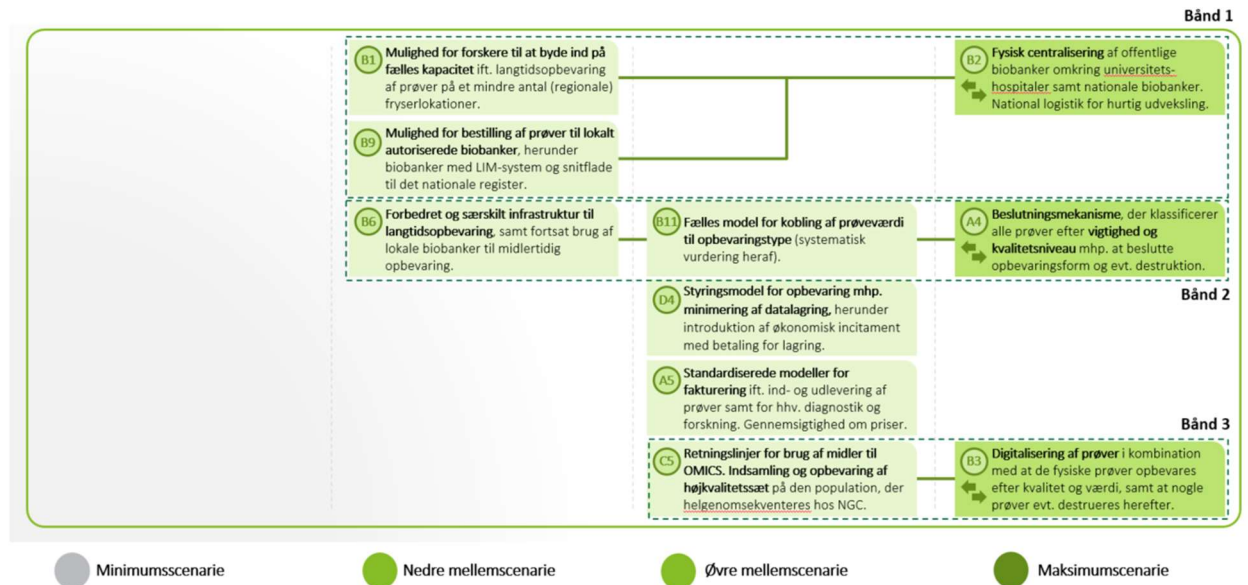 Bånd 1
B1
Mulighed for forskere til at byde ind på
fælles kapacitet ift. langtidsopbevaring
af prøver på et mindre antal (regionale)
fryserlokationer.
B2
Fysisk centralisering af offentlige
biobanker omkring universitets-
hospitaler samt nationale biobanker.
National logistik for hurtig udveksling.
B9
Mulighed for bestilling af prøver til lokalt
autoriserede biobanker, herunder
biobanker med LIM-system og snitflade
til det nationale register.
B6
Forbedret og særskilt infrastruktur til
langtidsopbevaring, samt fortsat brug af
lokale biobanker til midlertidig
opbevaring.
B11
Fælles model for kobling af prøveværdi
til opbevaringstype (systematisk
vurdering heraf).
A4
Beslutningsmekanisme, der klassificerer
alle prøver efter vigtighed og
kvalitetsniveau mhp. at beslutte
opbevaringsform og evt. destruktion.
Bånd 2
D4
Styringsmodel for opbevaring mhp.
minimering af datalagring, herunder
introduktion af økonomisk incitament
med betaling for lagring.
A5
Standardiserede modeller for
fakturering ift. ind- og udlevering af
prøver samt for hhv. diagnostik og
forskning. Gennemsigtighed om priser.
Bånd 3
C5
Retningslinjer for brug af midler til
OMICS. Indsamling og opbevaring af
højkvalitetssæt på den population, der
helgenomsekventeres hos NGC.
B3
Digitalisering af prøver i kombination
med at de fysiske prøver opbevares
efter kvalitet og værdi, samt at nogle
prøver evt. destrueres herefter.
Minimumsscenarie
Nedre mellemscenarie
Øvre mellemscenarie
Maksimumscenarie